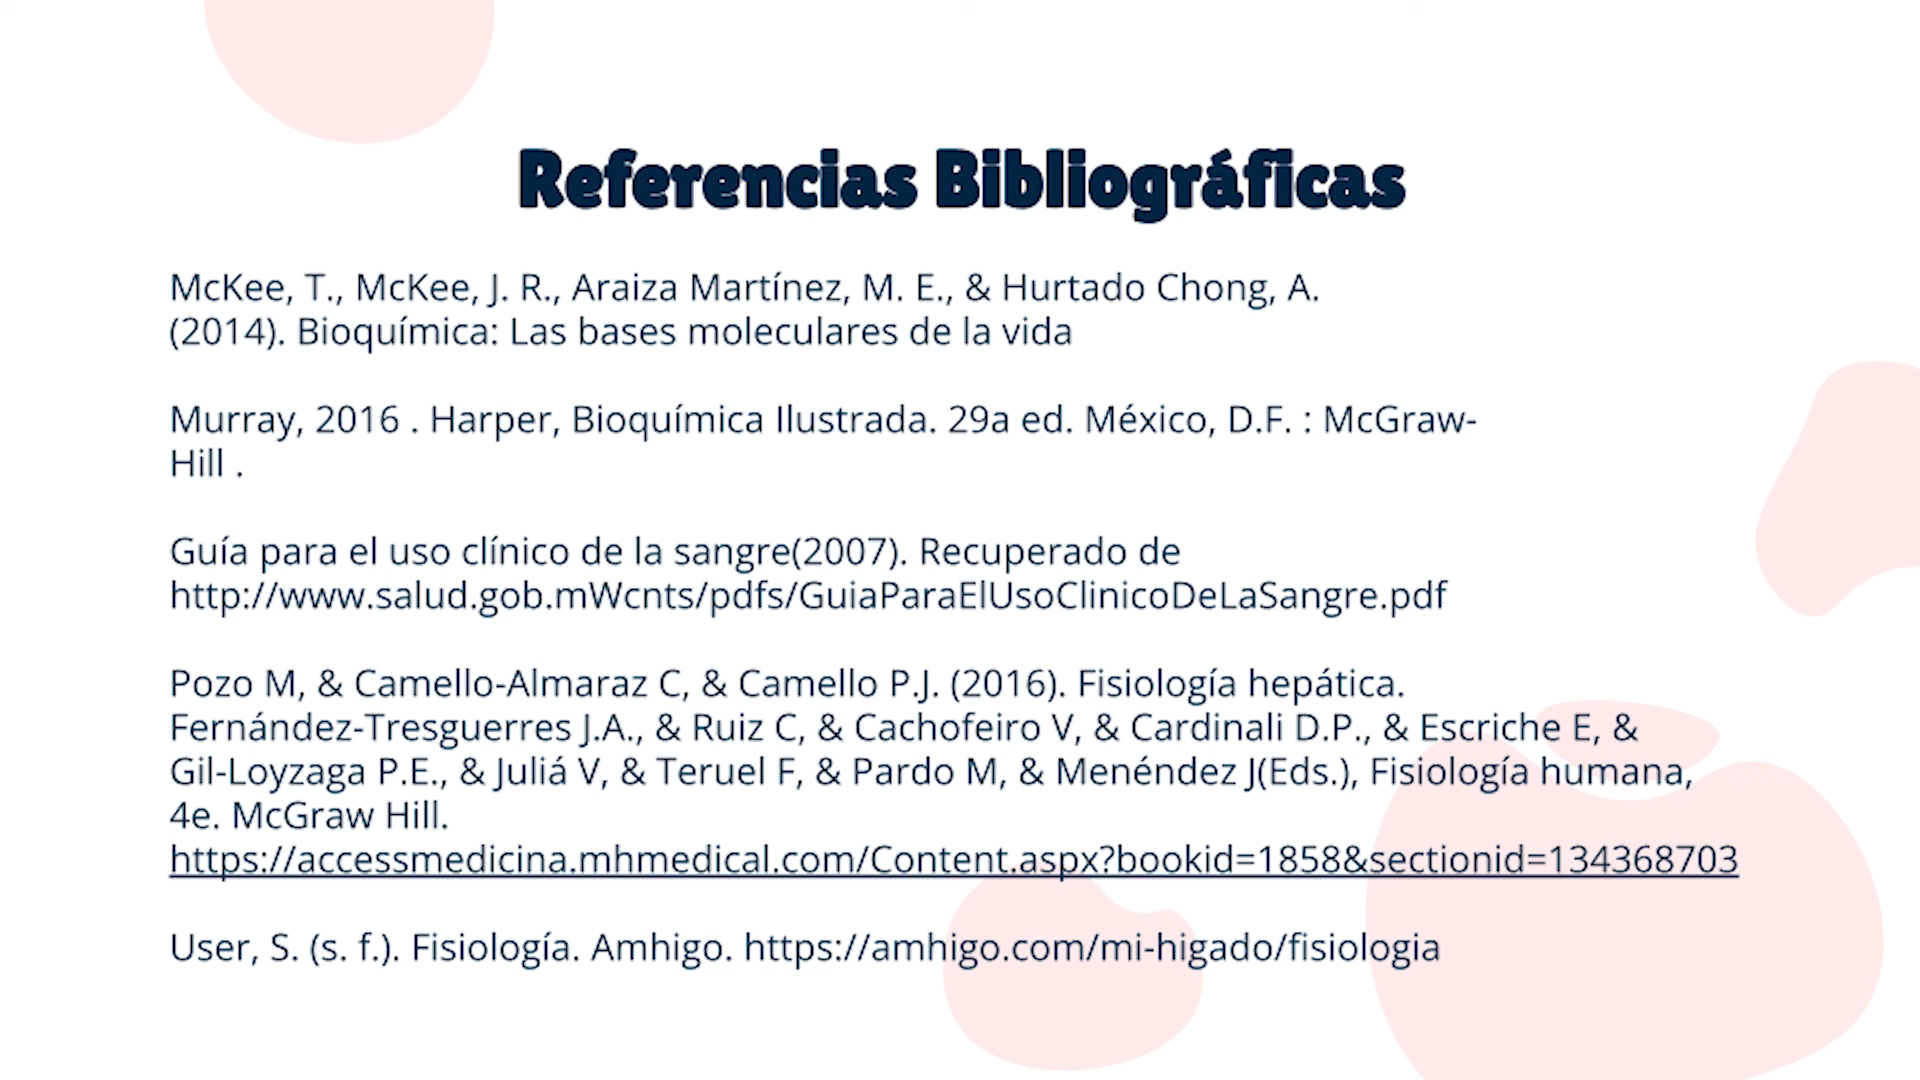 Referencias Bibliográficas
McKee, T., McKee, J. R., Araiza Martínez, M. E., & Hurtado Chong, A.
(2014). Bioquímica: Las bases moleculares de la vida
Murray, 2016 . Harper, Bioquímica Ilustrada. 29a ed. México, D.F. : McGraw-
Hill .
Guía para el uso clínico de la sangre(2007). Recuperado de
http://www.salud.gob.mWcnts/pdfs/GuiaParaElUsoClinicoDeLaSangre.pdf
Pozo M, & Camello-Almaraz C, & Camello P.J. (2016). Fisiología hepática.
Fernández-Tresguerres J.A., & Ruiz C, & Cachofeiro V, & Cardinali D.P., & Escriche E, &
Gil-Loyzaga P.E., & Juliá V, & Teruel F, & Pardo M, & Menéndez J(Eds.), Fisiología humana,
4e. McGraw Hill.
https://accessmedicina.mhmedical.com/Content.aspx?bookid=1858&sectionid=134368703
User, S. (s. f.). Fisiología. Amhigo. https://amhigo.com/mi-higado/fisiologia